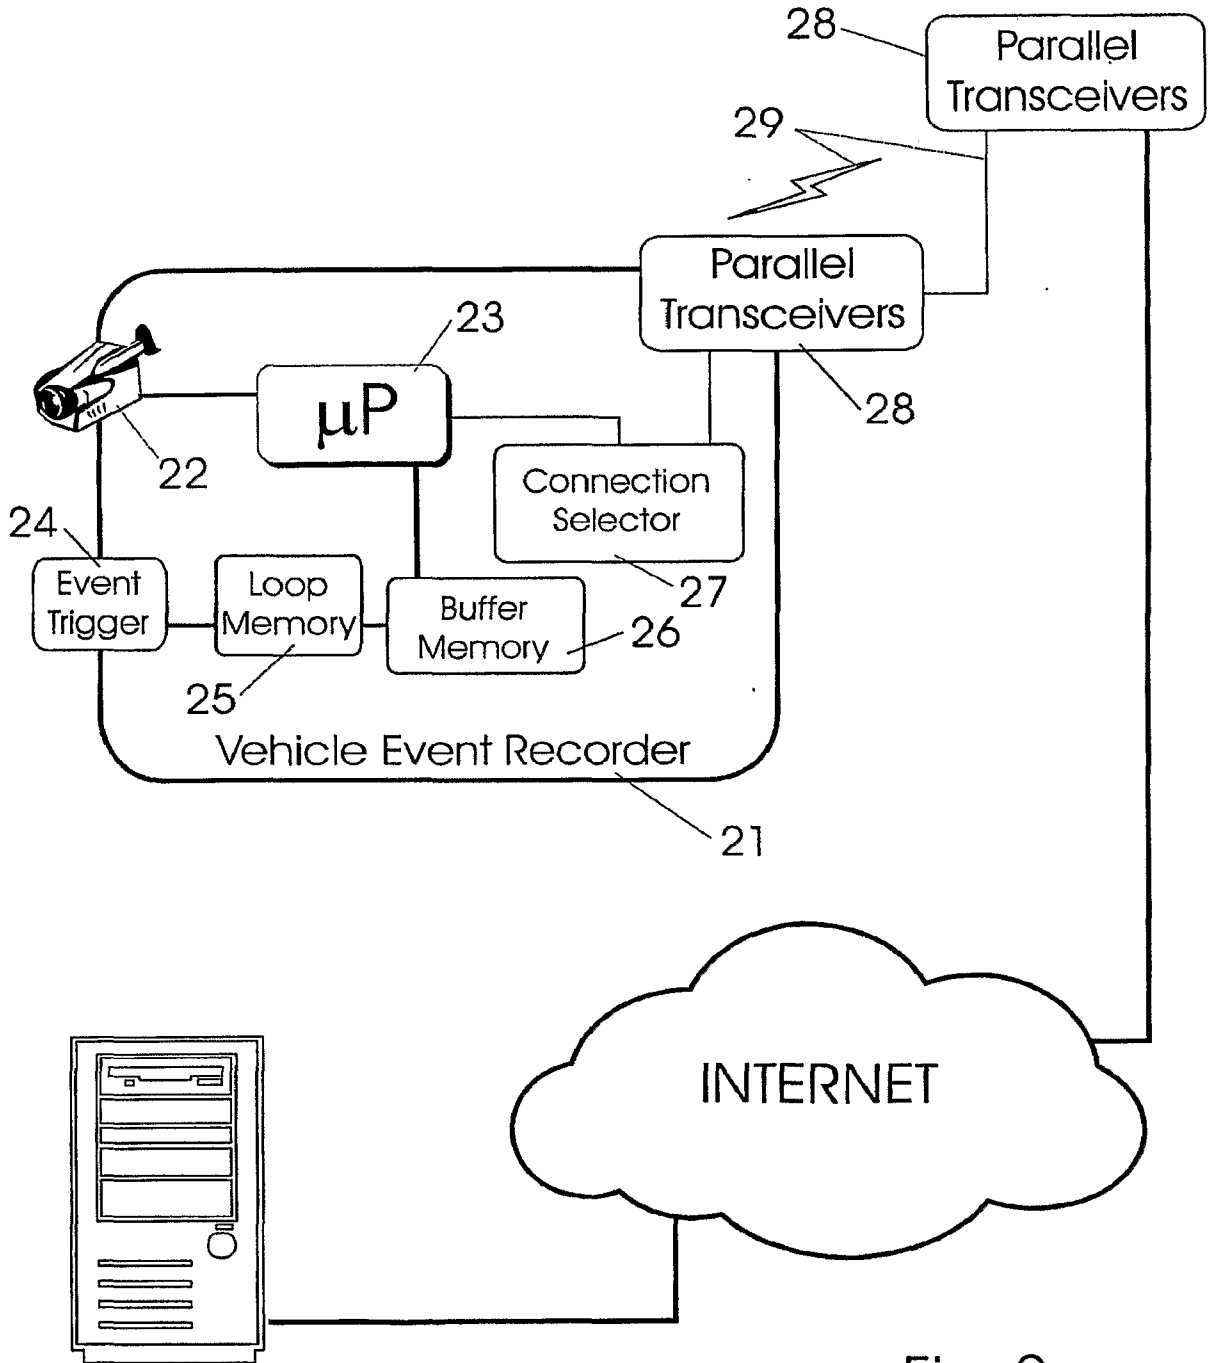 28
Parallel
Transceivers
29
Parallel
Transceivers
23
μP
28
22
Connection
Selector
24
Event
Trigger
Loop
Memory
27
Buffer
Memory
26
25
Vehicle Event Recorder
21
INTERNET
Fig.